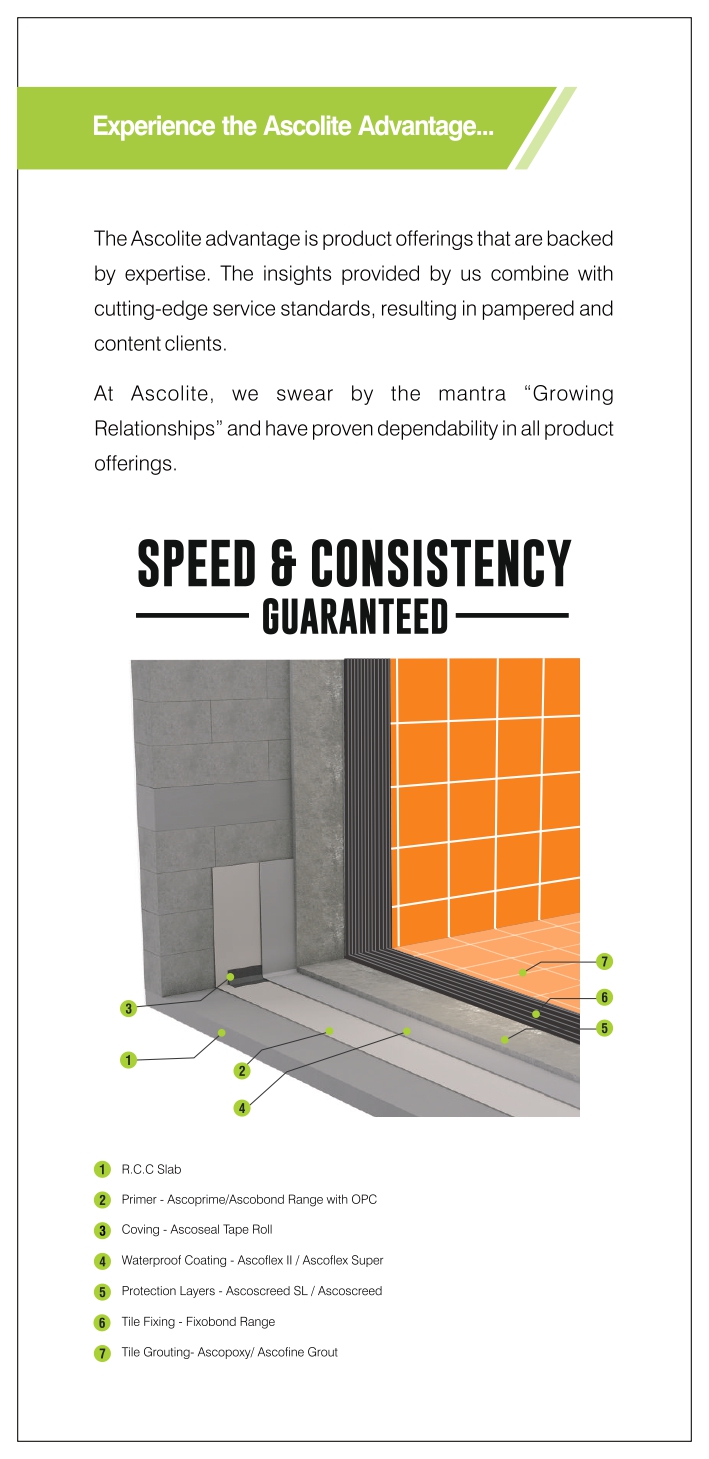 Experience the Ascolite Advantage...
The Ascolite advantage is product offerings that are backed
by expertise. The insights provided by us combine with
cutting-edge service standards, resulting in pampered and
content clients.
At Ascolite, we swear by the mantra “Growing
Relationships” and have proven dependability in all product
offerings.
SPEED & CONSISTENCY
GUARANTEED
7
6
3
5
1
2
4
1 R.C.C Slab
2 Primer - Ascoprime/Ascobond Range with OPC
3 Coving - Ascoseal Tape Roll
4 Waterproof Coating - Ascoflex II / Ascoflex Super
5 Protection Layers - Ascoscreed SL / Ascoscreed
6 Tile Fixing - Fixobond Range
7 Tile Grouting- Ascopoxy/ Ascofine Grout